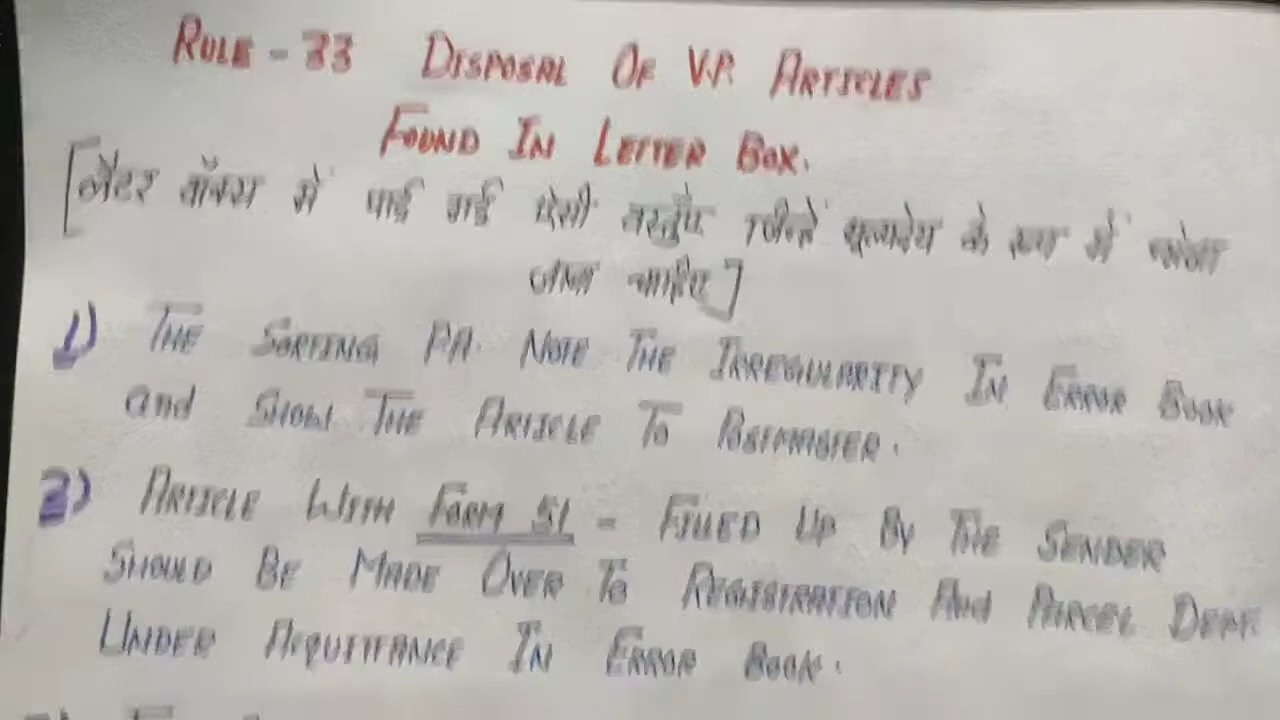 RULE - 33 DISPOSAL OF V.P. ARTICLES
FOUND IN LETTER BOX.
[लेटर बॉक्स में पाई गई ऐसी वस्तुएं जिन्हें मूल्यदेय के रूप में भेजा
जाना चाहिए]
1) THE SORTING PA. NOTE THE IRREGULARITY IN ERROR BOOK
and SHOW THE ARTICLE TO POSTMASTER.
2) ARTICLE WITH FORM 51 - FILLED UP BY THE SENDER
SHOULD BE MADE OVER TO REGISTRATION AND PARCEL DEPT.
UNDER AQUITTANCE IN ERROR BOOK.